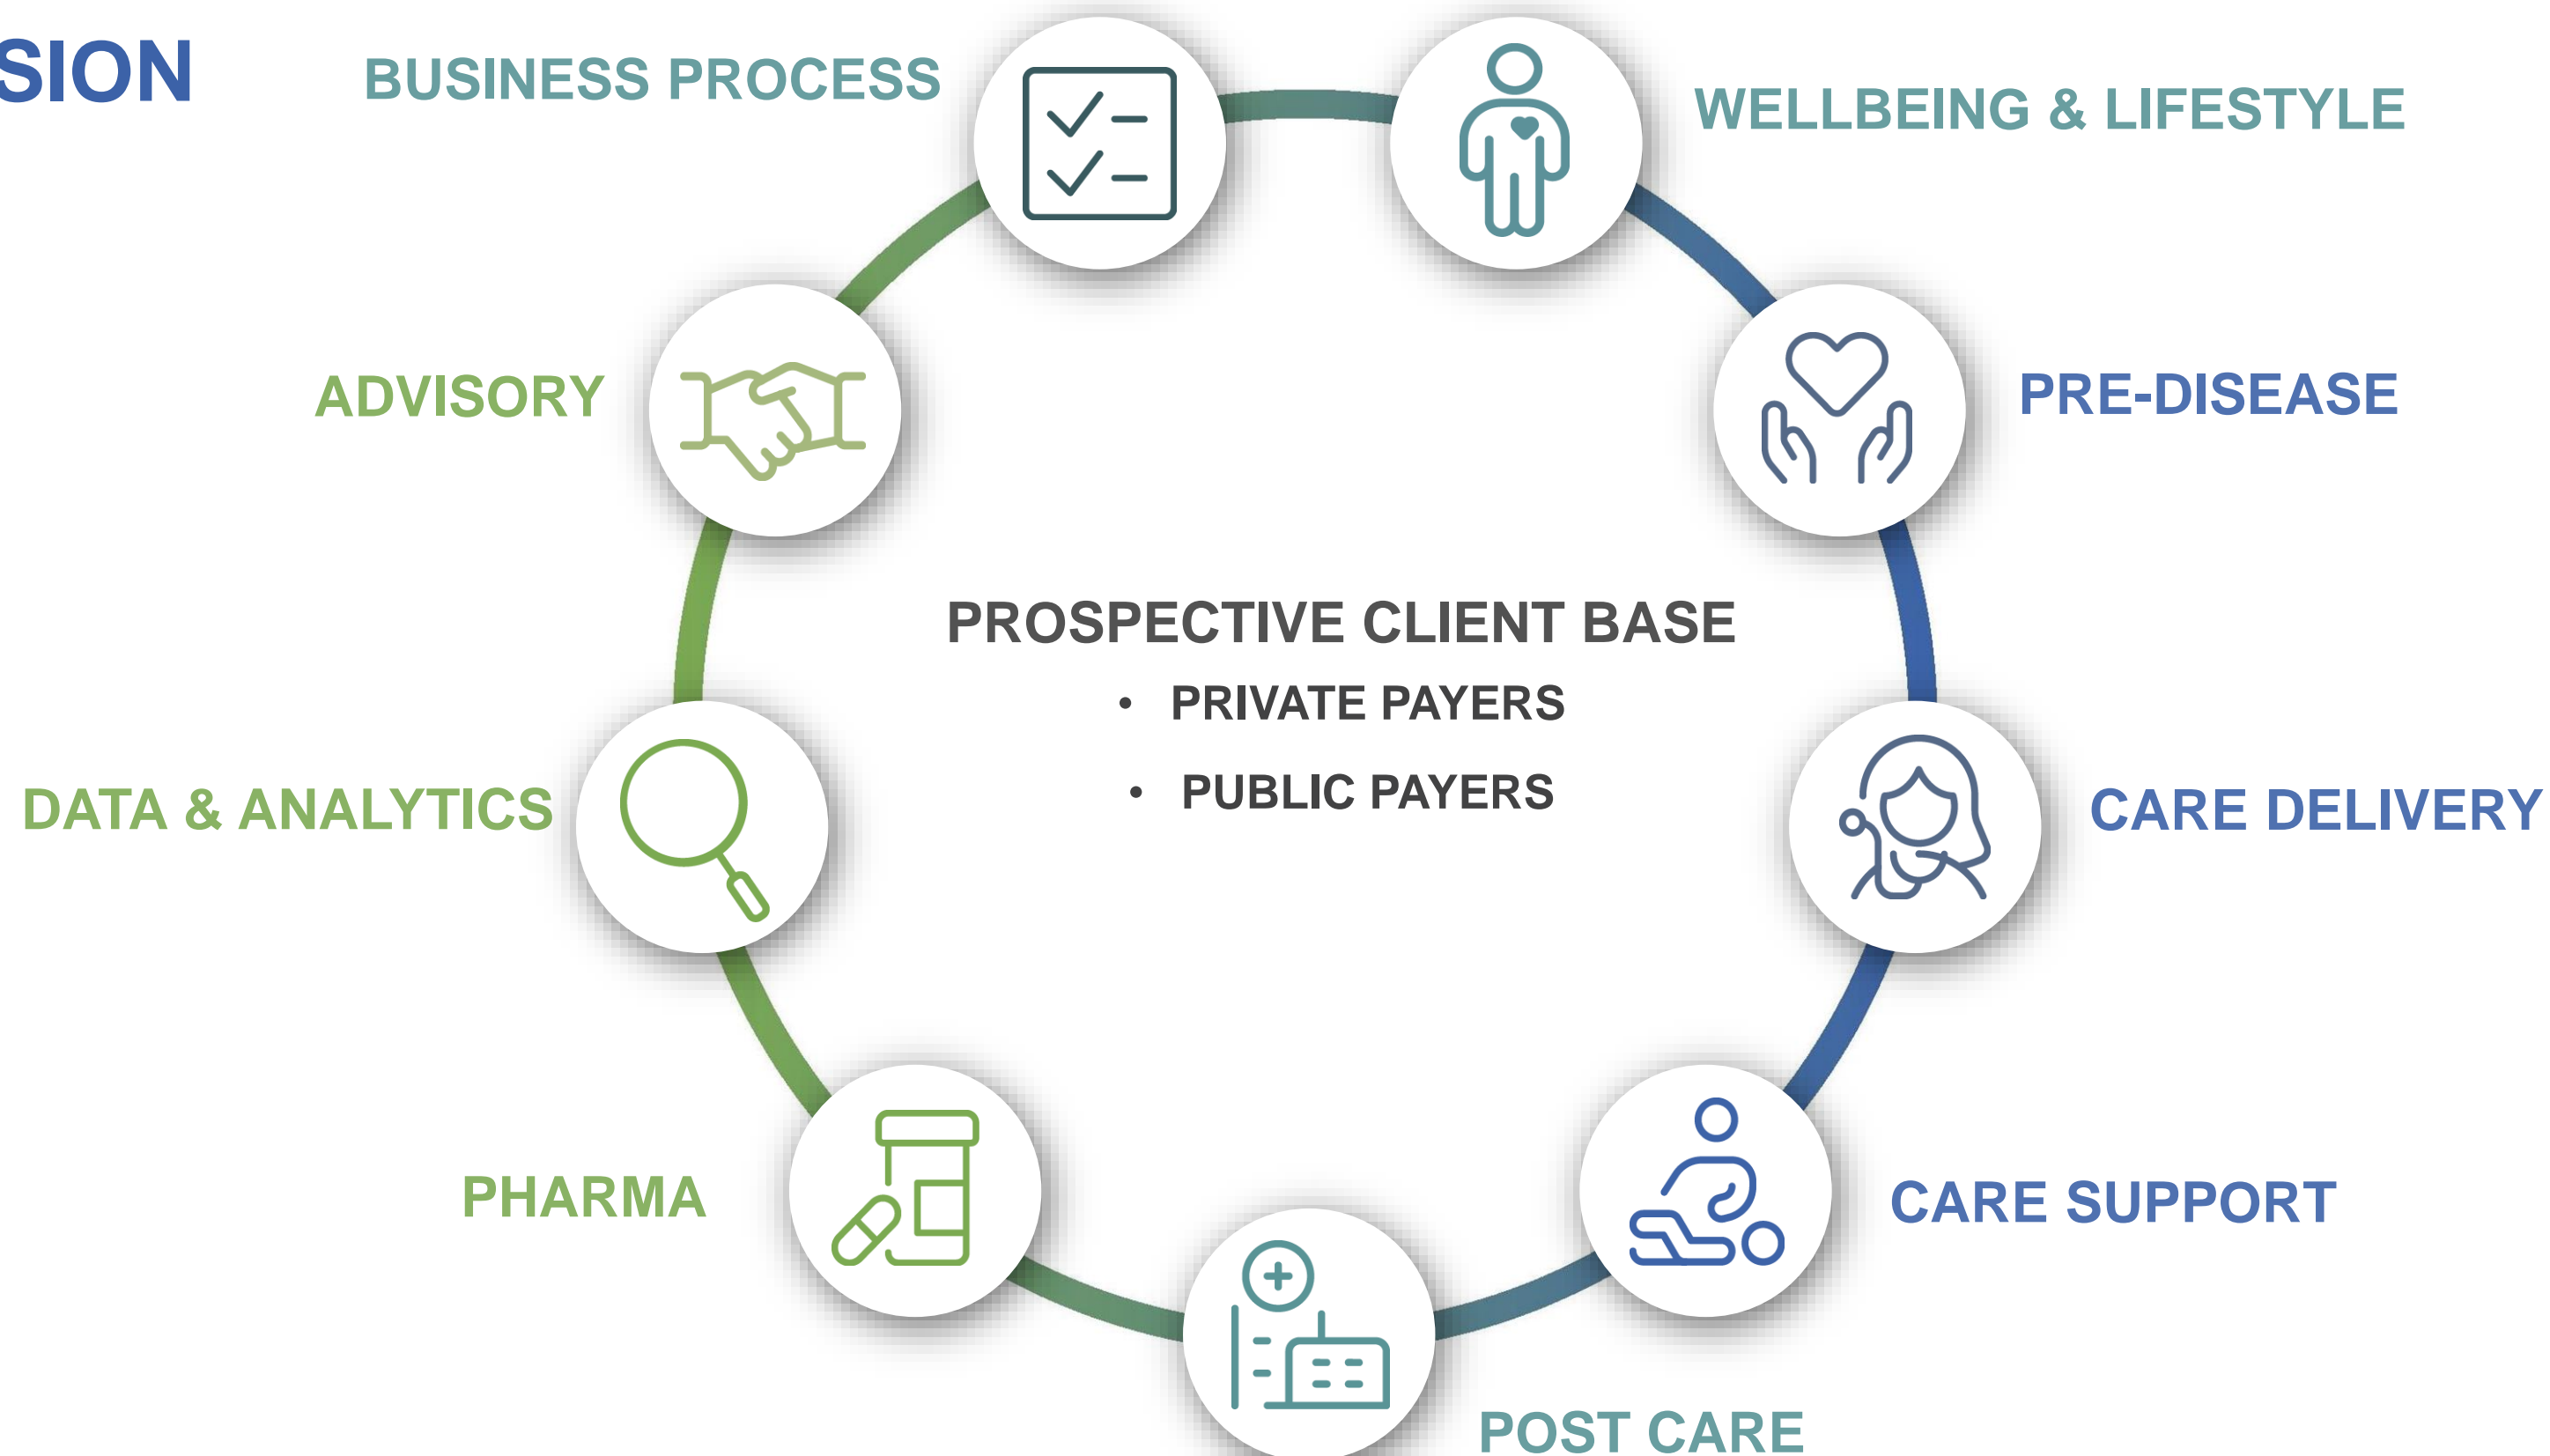 SION
BUSINESS PROCESS
WELLBEING & LIFESTYLE
ADVISORY
PRE-DISEASE
PROSPECTIVE CLIENT BASE
• PRIVATE PAYERS
• PUBLIC PAYERS
DATA & ANALYTICS
CARE DELIVERY
PHARMA
CARE SUPPORT
POST CARE